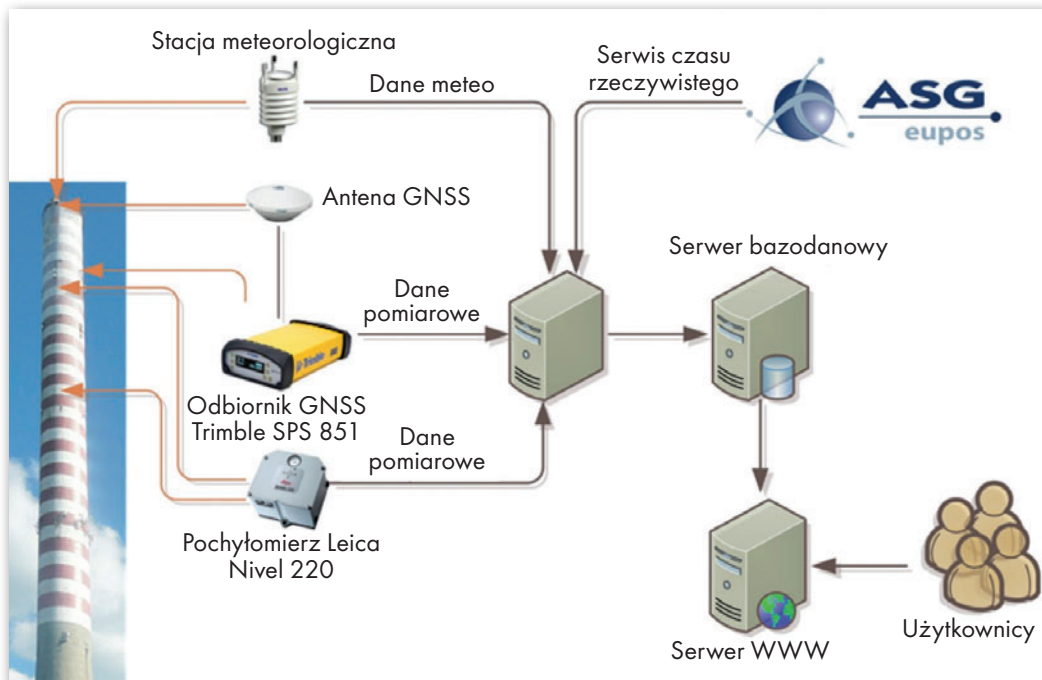 Stacja meteorologiczna
Dane meteo
Serwis czasu
rzeczywistego
ASG
eupos
Antena GNSS
Serwer bazodanowy
Dane
pomiarowe
Trimble
Odbiornik GNSS
Trimble SPS 851
Dane
pomiarowe
Pochyłomierz Leica
Nivel 220
Serwer WWW
Użytkownicy